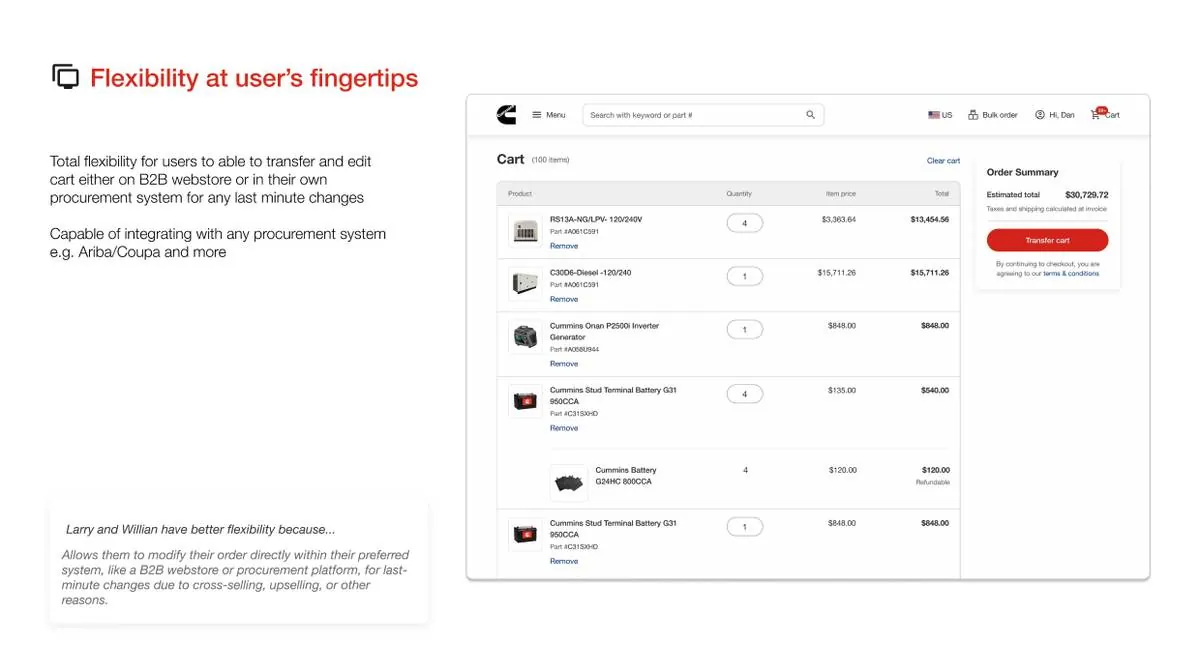 Flexibility at user's fingertips
Total flexibility for users to able to transfer and edit
cart either on B2B webstore or in their own
procurement system for any last minute changes
Capable of integrating with any procurement system
e.g. Ariba/Coupa and more
Larry and Willian have better flexibility because...
Allows them to modify their order directly within their preferred
system, like a B2B webstore or procurement platform, for last-
minute changes due to cross-selling, upselling, or other
reasons.
Menu Search with keyword or part # US Bulk order Hi, Dan Cart
Cart (100 items) Clear cart
Product Quantity Item price Total
RS13A-NG/LPV- 120/240V 4 $3,363,64 $13,454.56
Part #A061C591
Remove
C30D6-Diesel -120/240 1 $15,711.26 $15,711.26
Part #A061C591
Remove
Cummins Onan P2500i Inverter 1 $848.00 $848.00
Generator
Part #A058U944
Remove
Cummins Stud Terminal Battery G31 4 $135.00 $540.00
950CCA
Part #C31SXHD
Remove
Cummins Battery 4 $120.00 $120.00
G24HC 800CCA Refundable
Cummins Stud Terminal Battery G31 1 $848.00 $848.00
950CCA
Part #C31SXHD
Remove
Order Summary
Estimated total $30,729.72
Taxes and shipping calculated at invoice
Transfer cart
By continuing to checkout, you are
agreeing to our terms & conditions